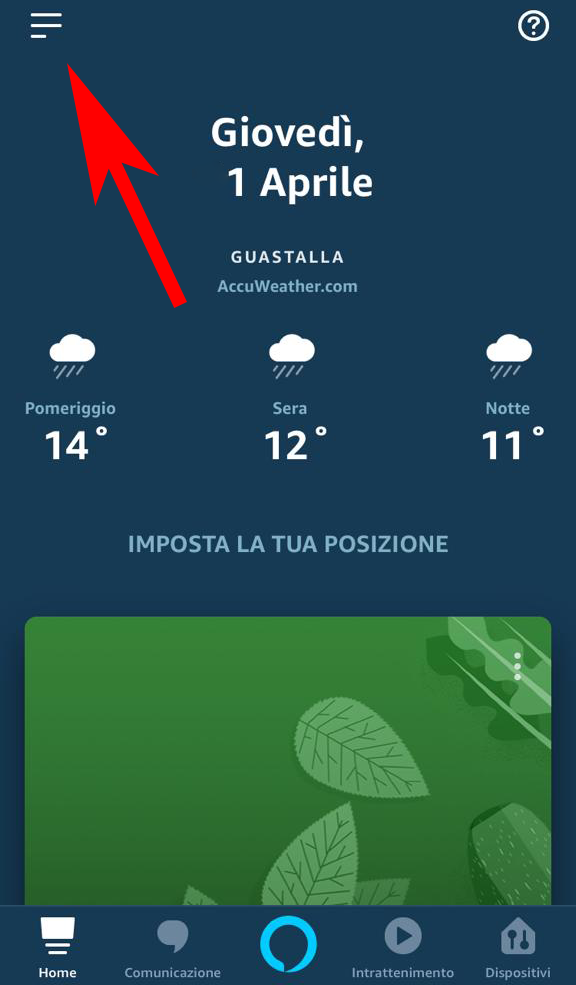 Giovedì,
1 Aprile
GUASTALLA
AccuWeather.com
Pomeriggio Sera Notte
14° 12° 11°
IMPOSTA LA TUA POSIZIONE
Home Comunicazione Intrattenimento Dispositivi